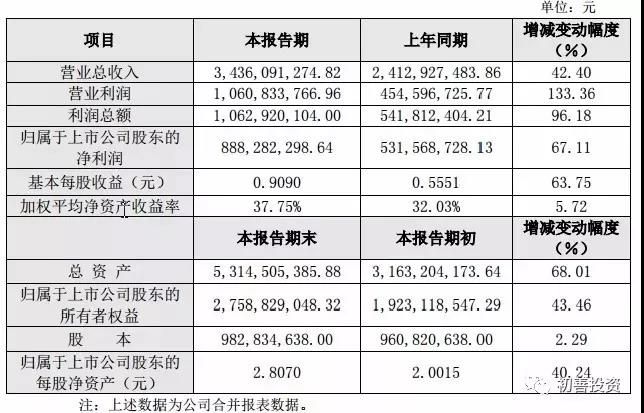 单位：元
项目 本报告期 上年同期 增减变动幅度
（%）
营业总收入 3,436,091,274.82 2,412,927,483.86 42.40
营业利润 1,060,833,766.96 454,596,725.77 133.36
利润总额 1,062,920,104.00 541,812,404.21 96.18
归属于上市公司股东的
净利润 888,282,298.64 531,568,728.13 67.11
基本每股收益（元） 0.9090 0.5551 63.75
加权平均净资产收益率 37.75% 32.03% 5.72
本报告期末 本报告期初 增减变动幅度
（%）
总 资 产 5,314,505,385.88 3,163,204,173.64 68.01
归属于上市公司股东的
所有者权益 2,758,829,048.32 1,923,118,547.29 43.46
股 本 982,834,638.00 960,820,638.00 2.29
归属于上市公司股东的
每股净资产（元） 2.8070 2.0015 40.24
初善投资
注：上述数据为公司合并报表数据。